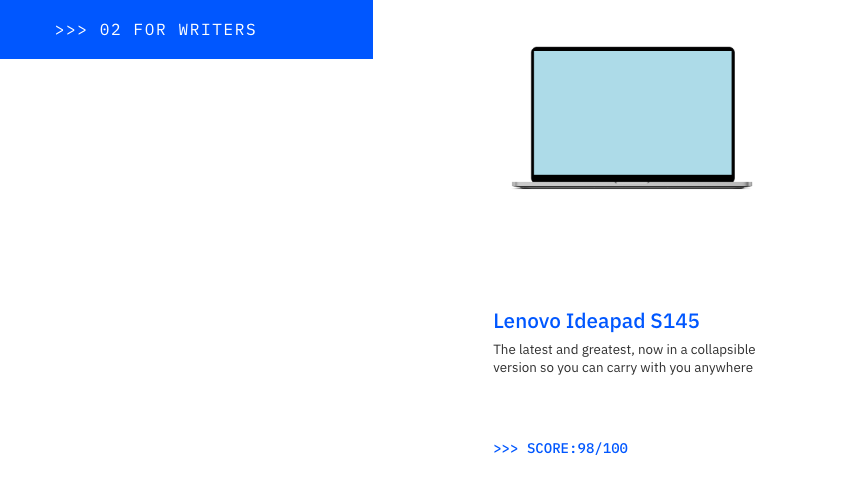 >>> 02 FOR WRITERS
Lenovo Ideapad S145
The latest and greatest, now in a collapsible
version so you can carry with you anywhere
>>> SCORE:98/100